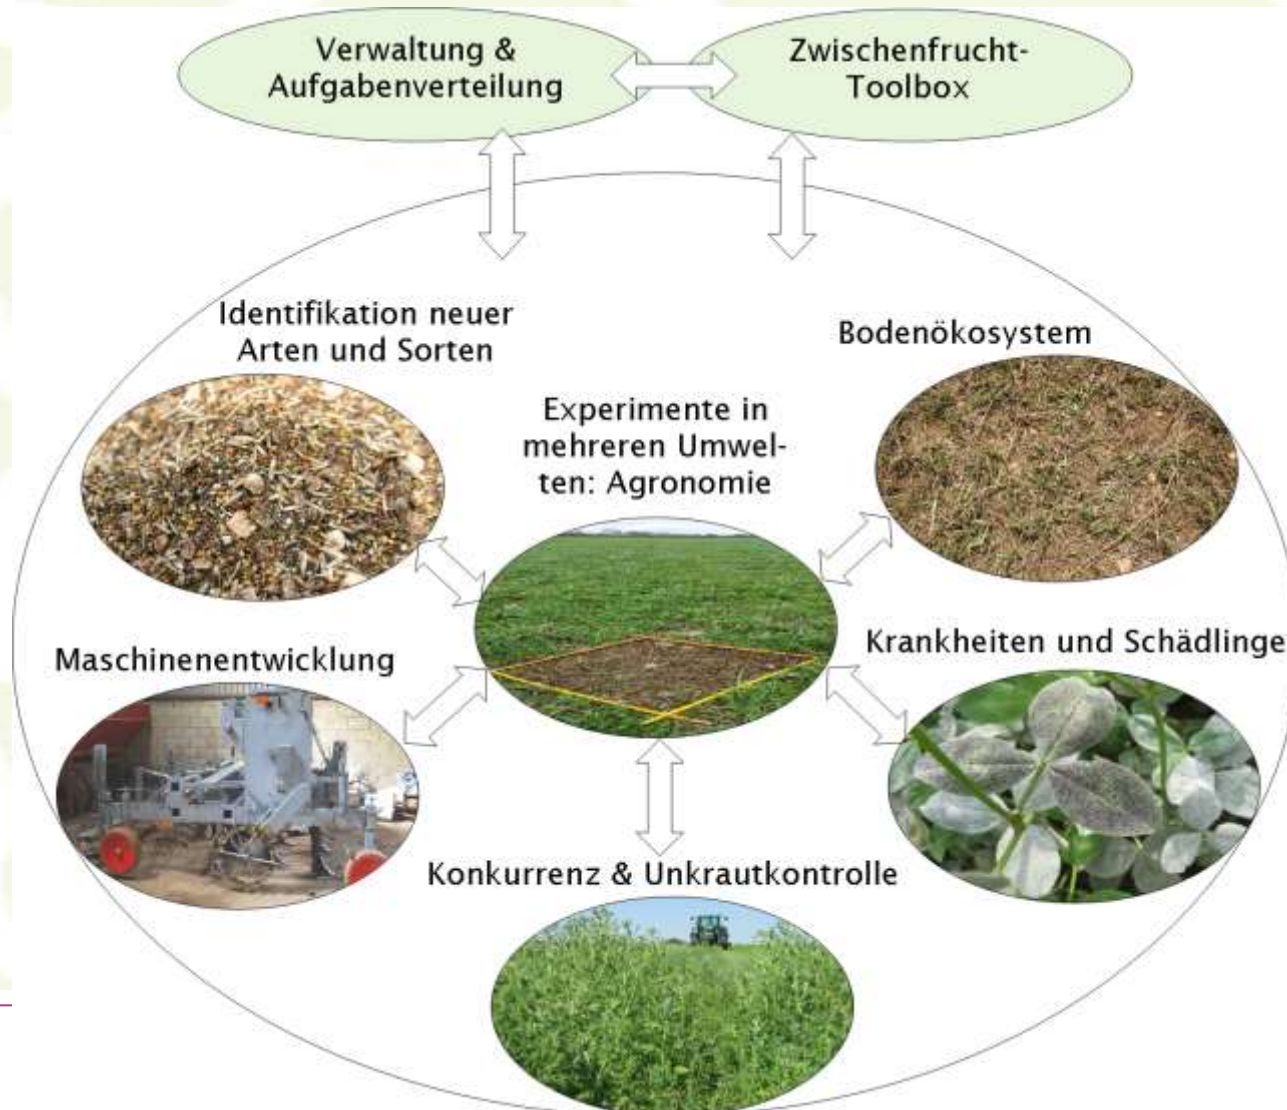 Verwaltung &
Aufgabenverteilung
Zwischenfrucht-
Toolbox
Identifikation neuer
Arten und Sorten
Bodenökosystem
Experimente in
mehreren Umwel-
ten: Agronomie
Maschinenentwicklung
Krankheiten und Schädlinge
Konkurrenz & Unkrautkontrolle